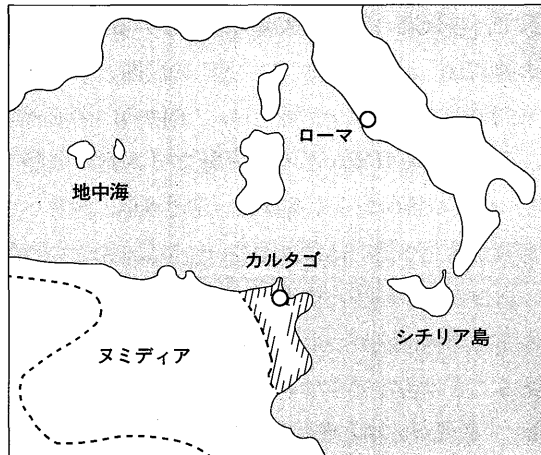 ローマ
地中海
カルタゴ
シチリア島
ヌミディア